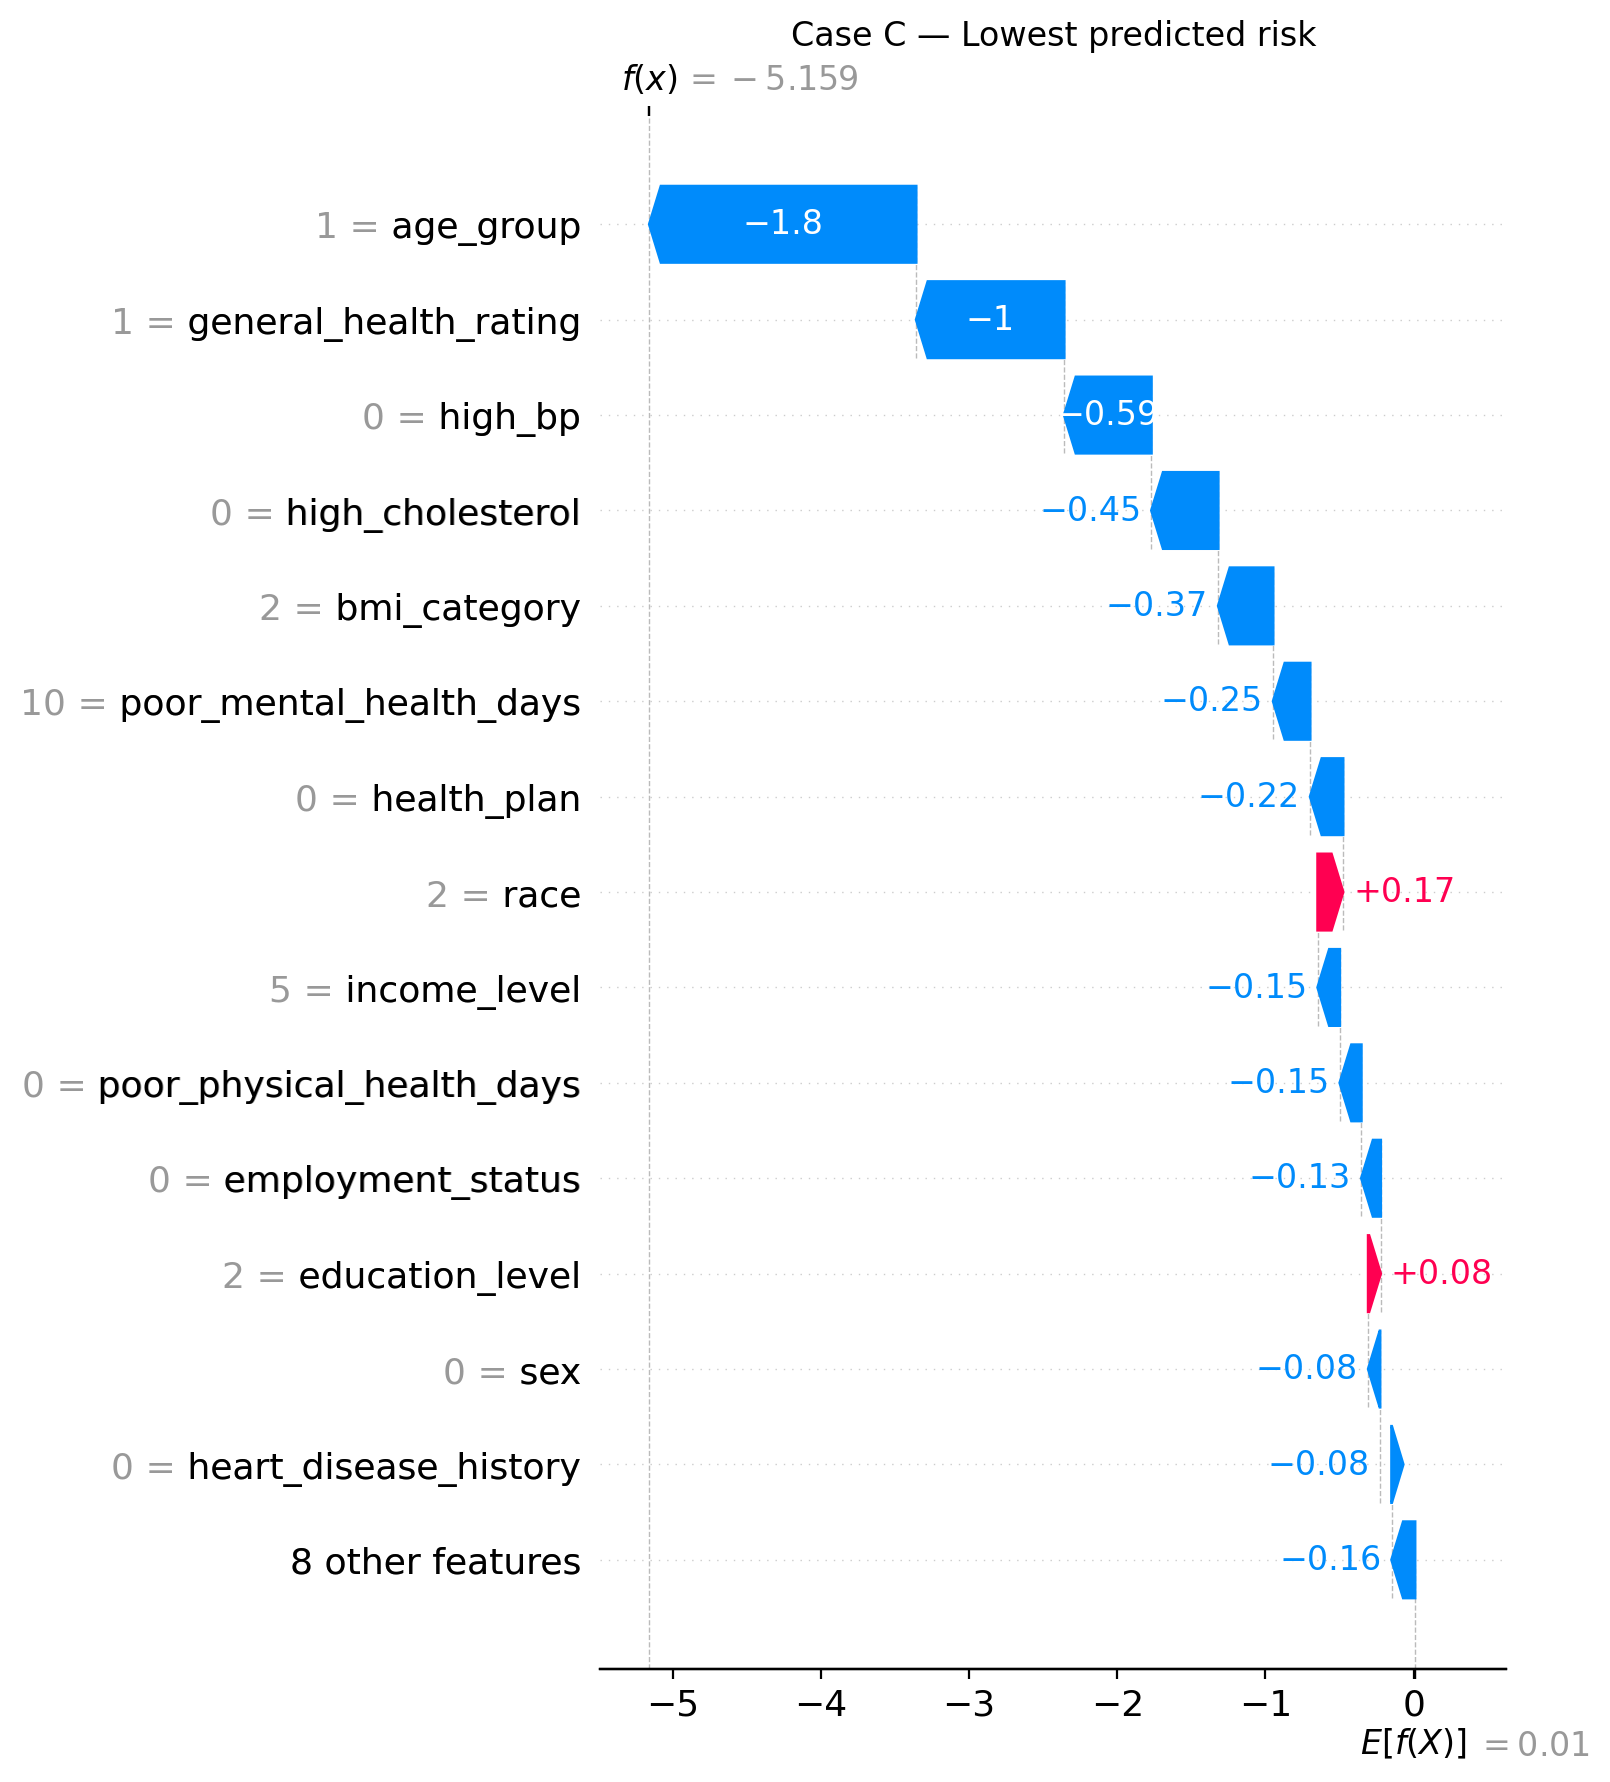 Case C — Lowest predicted risk
f(x) = −5.159
1 = age_group −1.8
1 = general_health_rating −1
0 = high_bp −0.59
0 = high_cholesterol −0.45
2 = bmi_category −0.37
10 = poor_mental_health_days −0.25
0 = health_plan −0.22
2 = race +0.17
5 = income_level −0.15
0 = poor_physical_health_days −0.15
0 = employment_status −0.13
2 = education_level +0.08
0 = sex −0.08
0 = heart_disease_history −0.08
8 other features −0.16
−5 −4 −3 −2 −1 0
E[f(X)] = 0.01